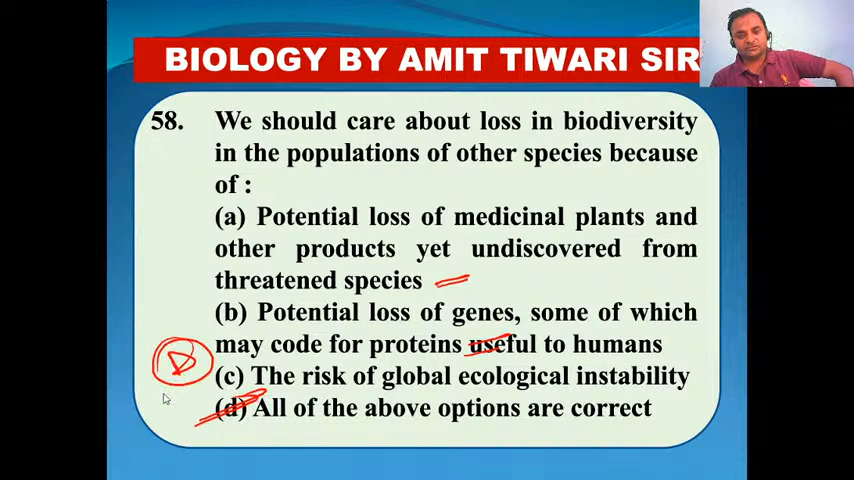 BIOLOGY BY AMIT TIWARI SIR
58. We should care about loss in biodiversity
in the populations of other species because
of :
(a) Potential loss of medicinal plants and
other products yet undiscovered from
threatened species
(b) Potential loss of genes, some of which
may code for proteins useful to humans
D
(c) The risk of global ecological instability
(d) All of the above options are correct